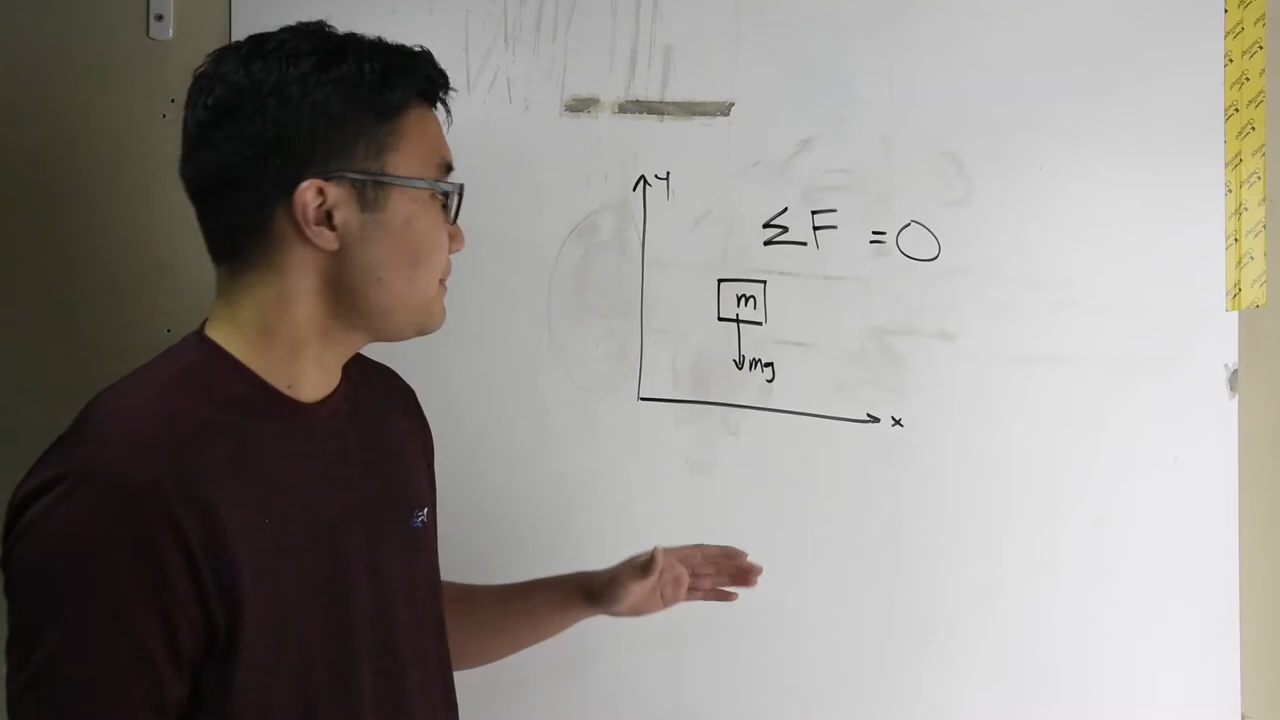 y
ΣF = 0
m
mg
x